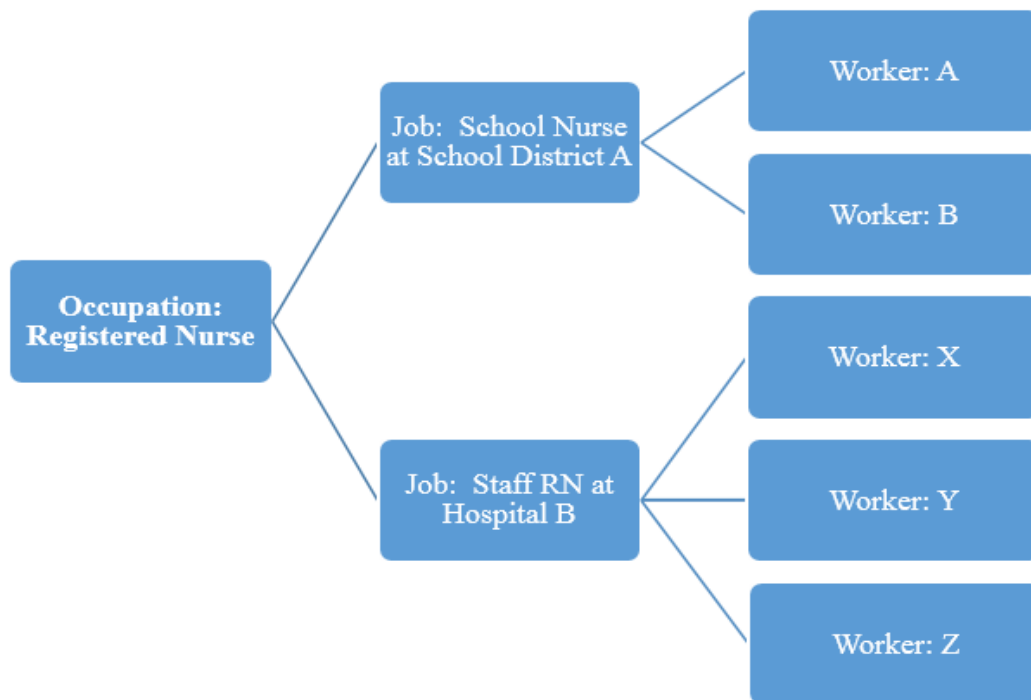 Occupation:
Registered Nurse
Job:  School Nurse
at School District A
Job:  Staff RN at
Hospital B
Worker: A
Worker: B
Worker: X
Worker: Y
Worker: Z